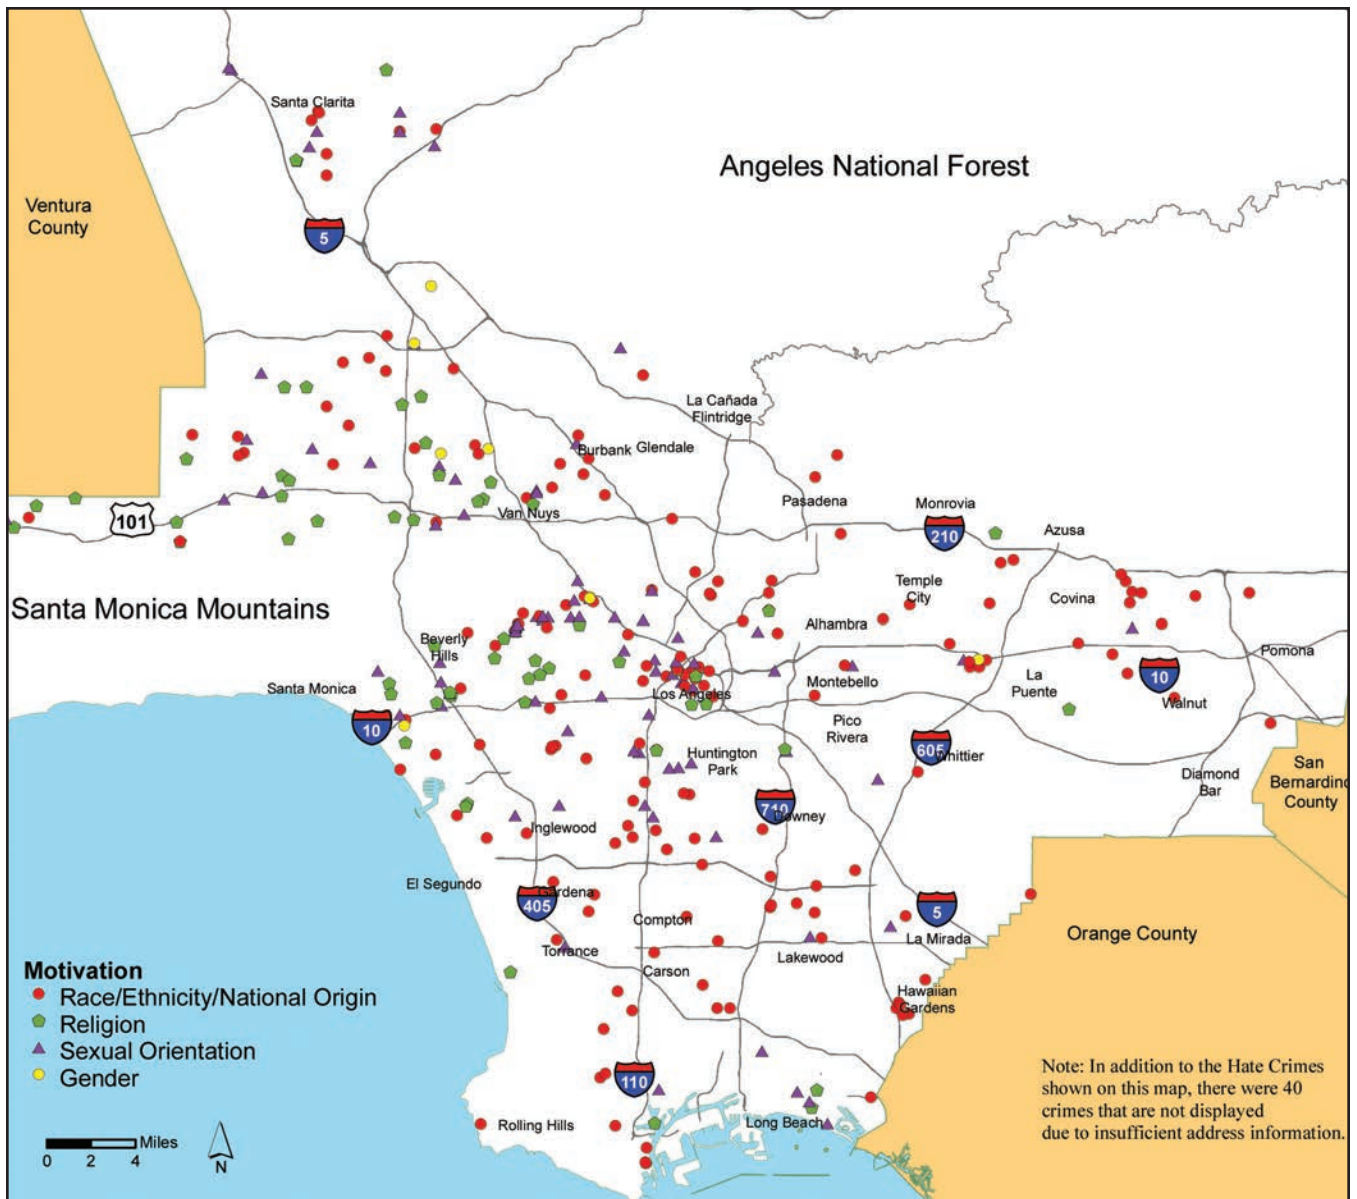 Santa Clarita
Angeles National Forest
Ventura
County
5
La Cañada
Flintridge
Burbank
Glendale
Pasadena
Monrovia
101
Van Nuys
210
Azusa
Santa Monica Mountains
Temple
City
Covina
Beverly
Hills
Alhambra
Pomona
Santa Monica
Los Angeles
Montebello
La
Puente
10
Walnut
10
Pico
Rivera
605
Whittier
Huntington
Park
San
Bernardino
County
Diamond
Bar
710
Downey
Inglewood
El Segundo
Gardena
405
Compton
5
La Mirada
Orange County
Torrance
Lakewood
Carson
Hawaiian
Gardens
Motivation
Race/Ethnicity/National Origin
Religion
Sexual Orientation
Gender
110
Note: In addition to the Hate Crimes
shown on this map, there were 40
crimes that are not displayed
due to insufficient address information.
Rolling Hills
Long Beach
Miles
0 2 4
N